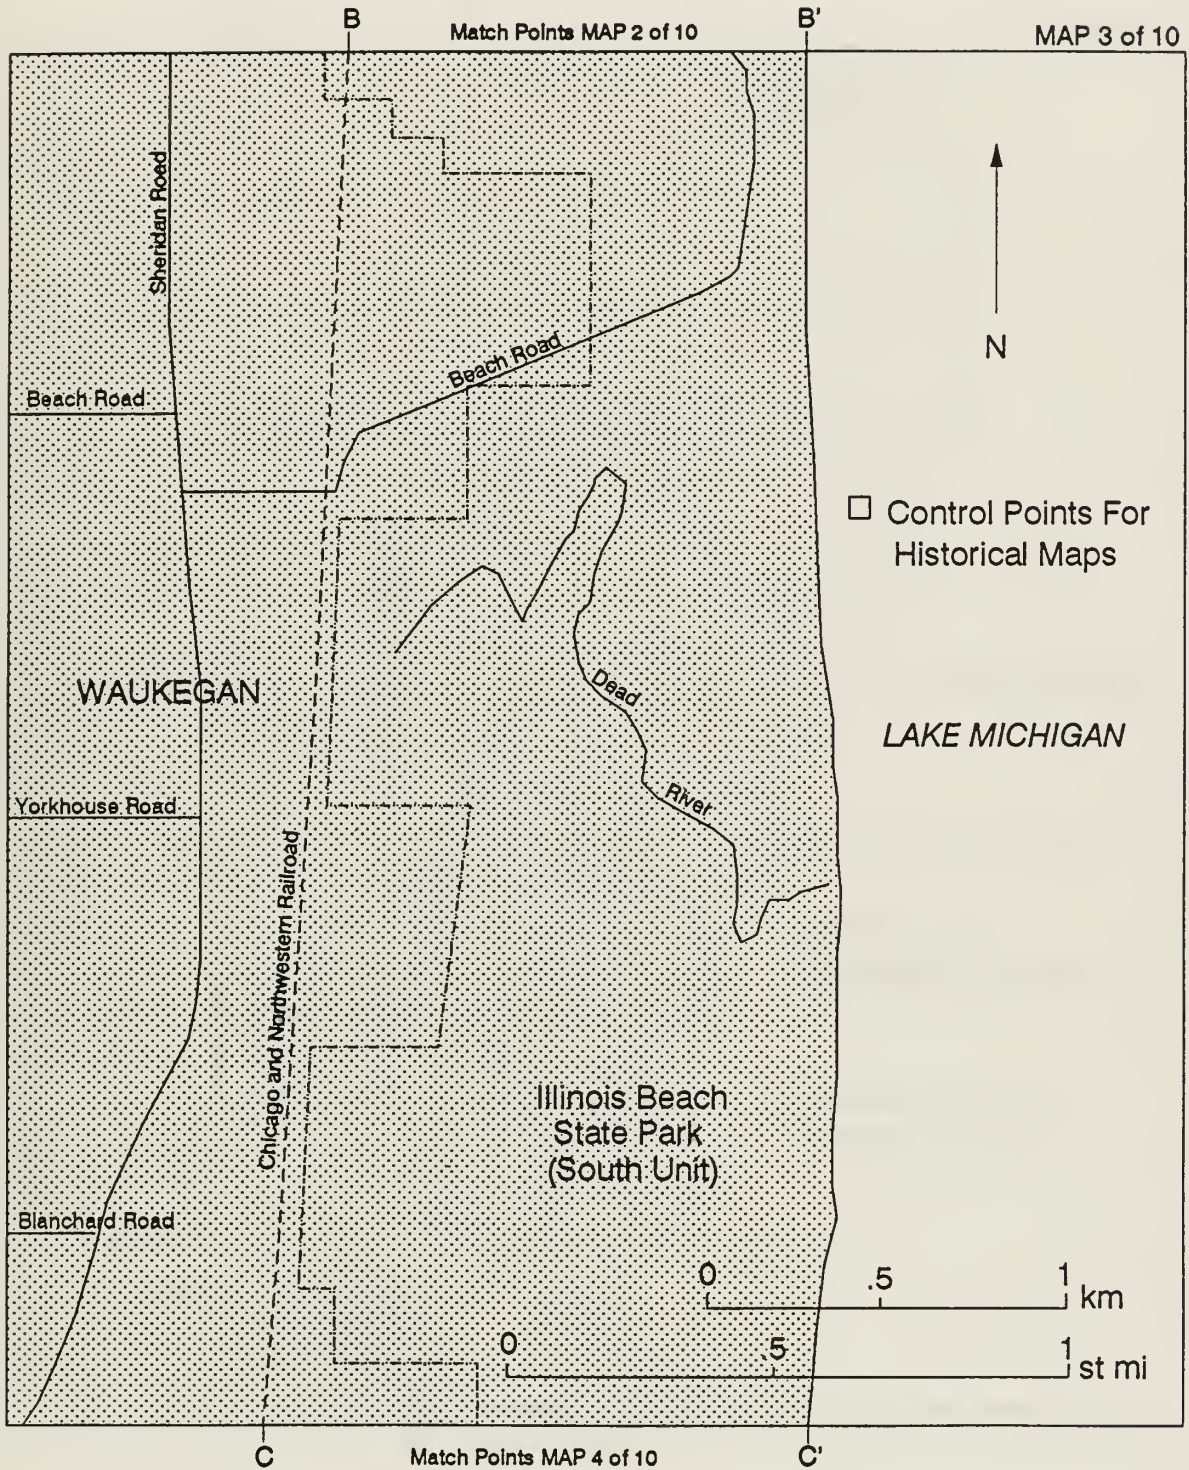 B
Match Points MAP 2 of 10
B'
MAP 3 of 10
Sheridan Road
N
Beach Road
Beach Road
Control Points For
Historical Maps
Dead
WAUKEGAN
LAKE MICHIGAN
River
Yorkhouse Road
Chicago and Northwestern Railroad
Illinois Beach
State Park
(South Unit)
Blanchard Road
0 .5 1 km
0 .5 1 st mi
C
Match Points MAP 4 of 10
C'